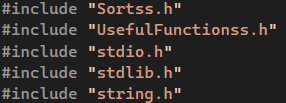 #include "Sortss.h"
#include "UsefulFunctionss.h"
#include "stdio.h"
#include "stdlib.h"
#include "string.h"